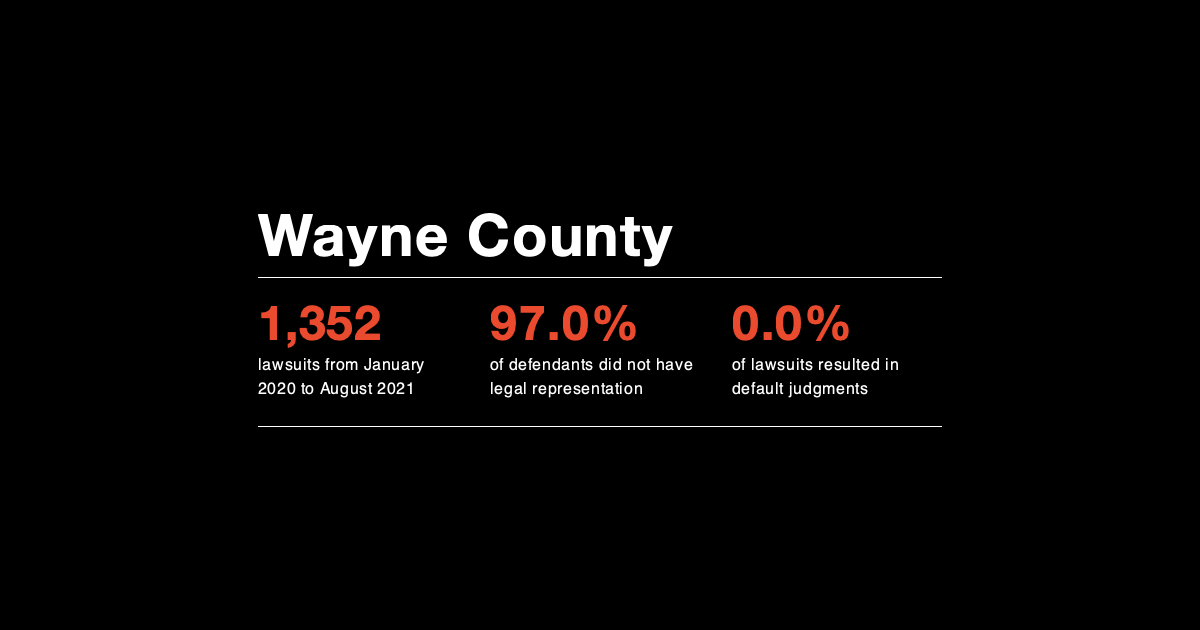 Wayne County
1,352
lawsuits from January
2020 to August 2021
97.0%
of defendants did not have
legal representation
0.0%
of lawsuits resulted in
default judgments